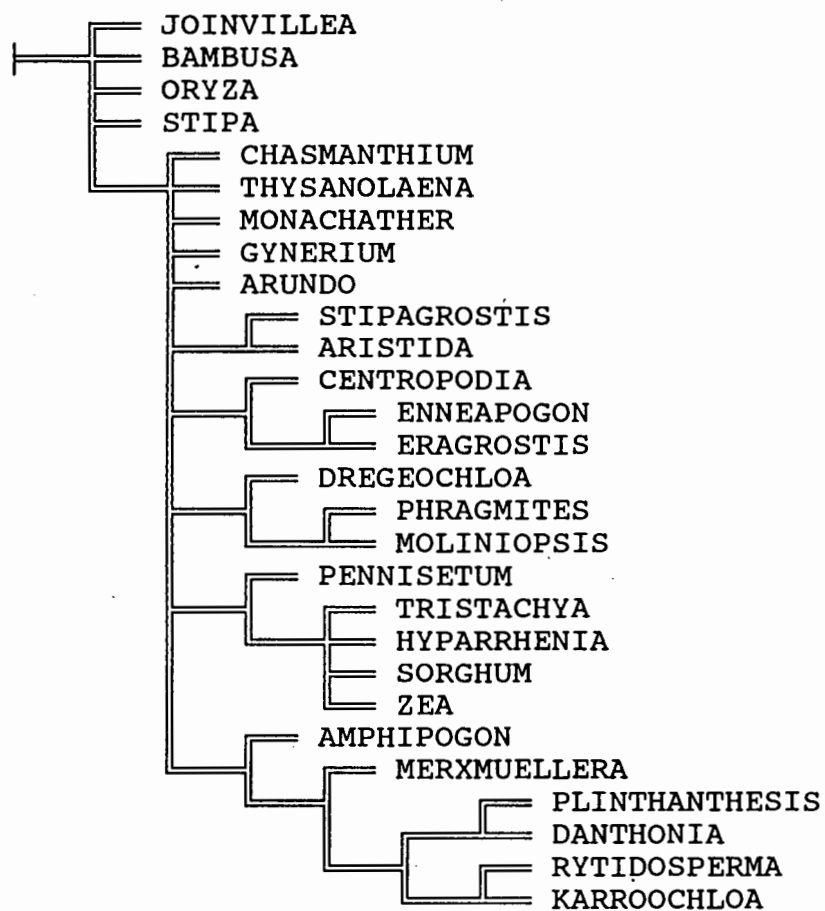 JOINVILLEA
BAMBUSA
ORYZA
STIPA
CHASMANTHIUM
THYSANOLAENA
MONACHATHER
GYNERIUM
ARUNDO
STIPAGROSTIS
ARISTIDA
CENTROPODIA
ENNEAPOGON
ERAGROSTIS
DREGEOCHLOA
PHRAGMITES
MOLINIOPSIS
PENNISETUM
TRISTACHYA
HYPARRHENIA
SORGHUM
ZEA
AMPHIPOGON
MERXMUELLERA
PLINTHANTHESIS
DANTHONIA
RYTIDOSPERMA
KARROOCHLOA